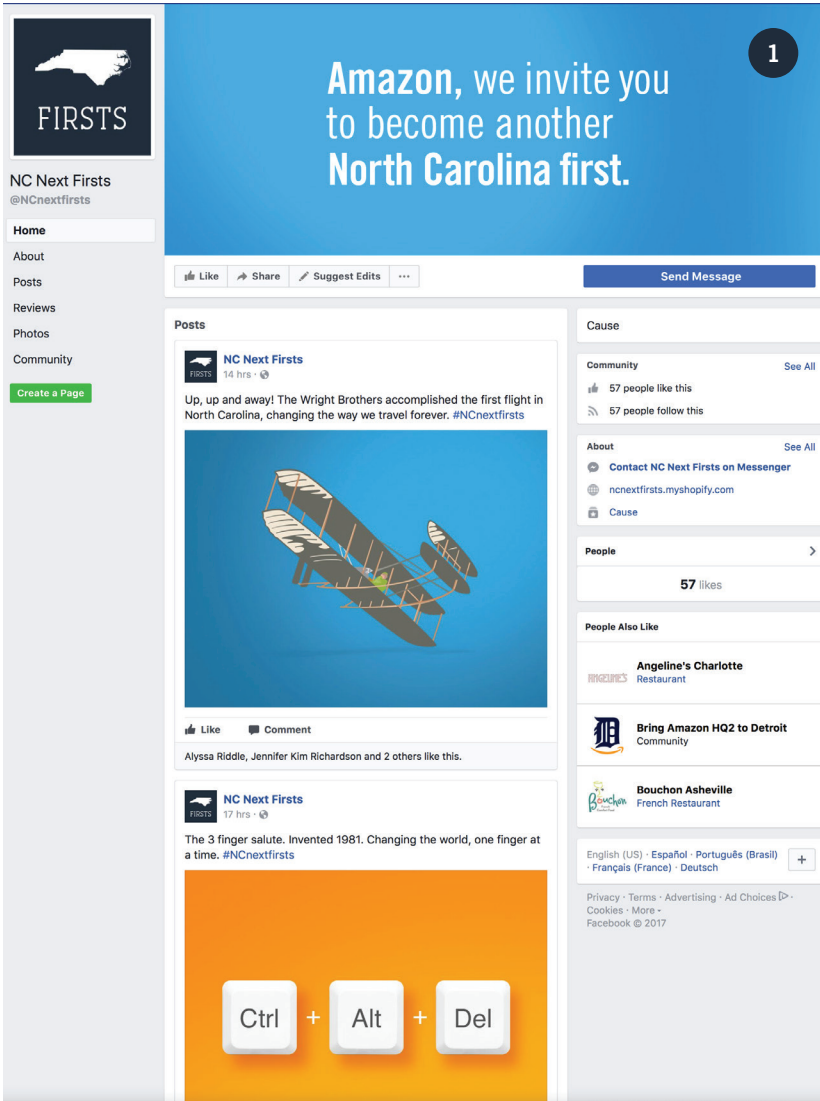 FIRSTS
NC Next Firsts
@NCnextfirsts
Home
About
Posts
Reviews
Photos
Community
Create a Page
Amazon, we invite you
to become another
North Carolina first.
1
Like
Share
Suggest Edits
...
Send Message
Posts
FIRSTS
NC Next Firsts
14 hrs ·
Up, up and away! The Wright Brothers accomplished the first flight in
North Carolina, changing the way we travel forever. #NCnextfirsts
Like
Comment
Alyssa Riddle, Jennifer Kim Richardson and 2 others like this.
FIRSTS
NC Next Firsts
17 hrs ·
The 3 finger salute. Invented 1981. Changing the world, one finger at
a time. #NCnextfirsts
Ctrl + Alt + Del
Cause
Community
See All
57 people like this
57 people follow this
About
See All
Contact NC Next Firsts on Messenger
ncnextfirsts.myshopify.com
Cause
People
57 likes
People Also Like
ANGELINE'S
Angeline's Charlotte
Restaurant
Bring Amazon HQ2 to Detroit
Community
Bouchon
Bouchon Asheville
French Restaurant
English (US) · Español · Português (Brasil)
· Français (France) · Deutsch
+
Privacy · Terms · Advertising · Ad Choices ·
Cookies · More
Facebook © 2017